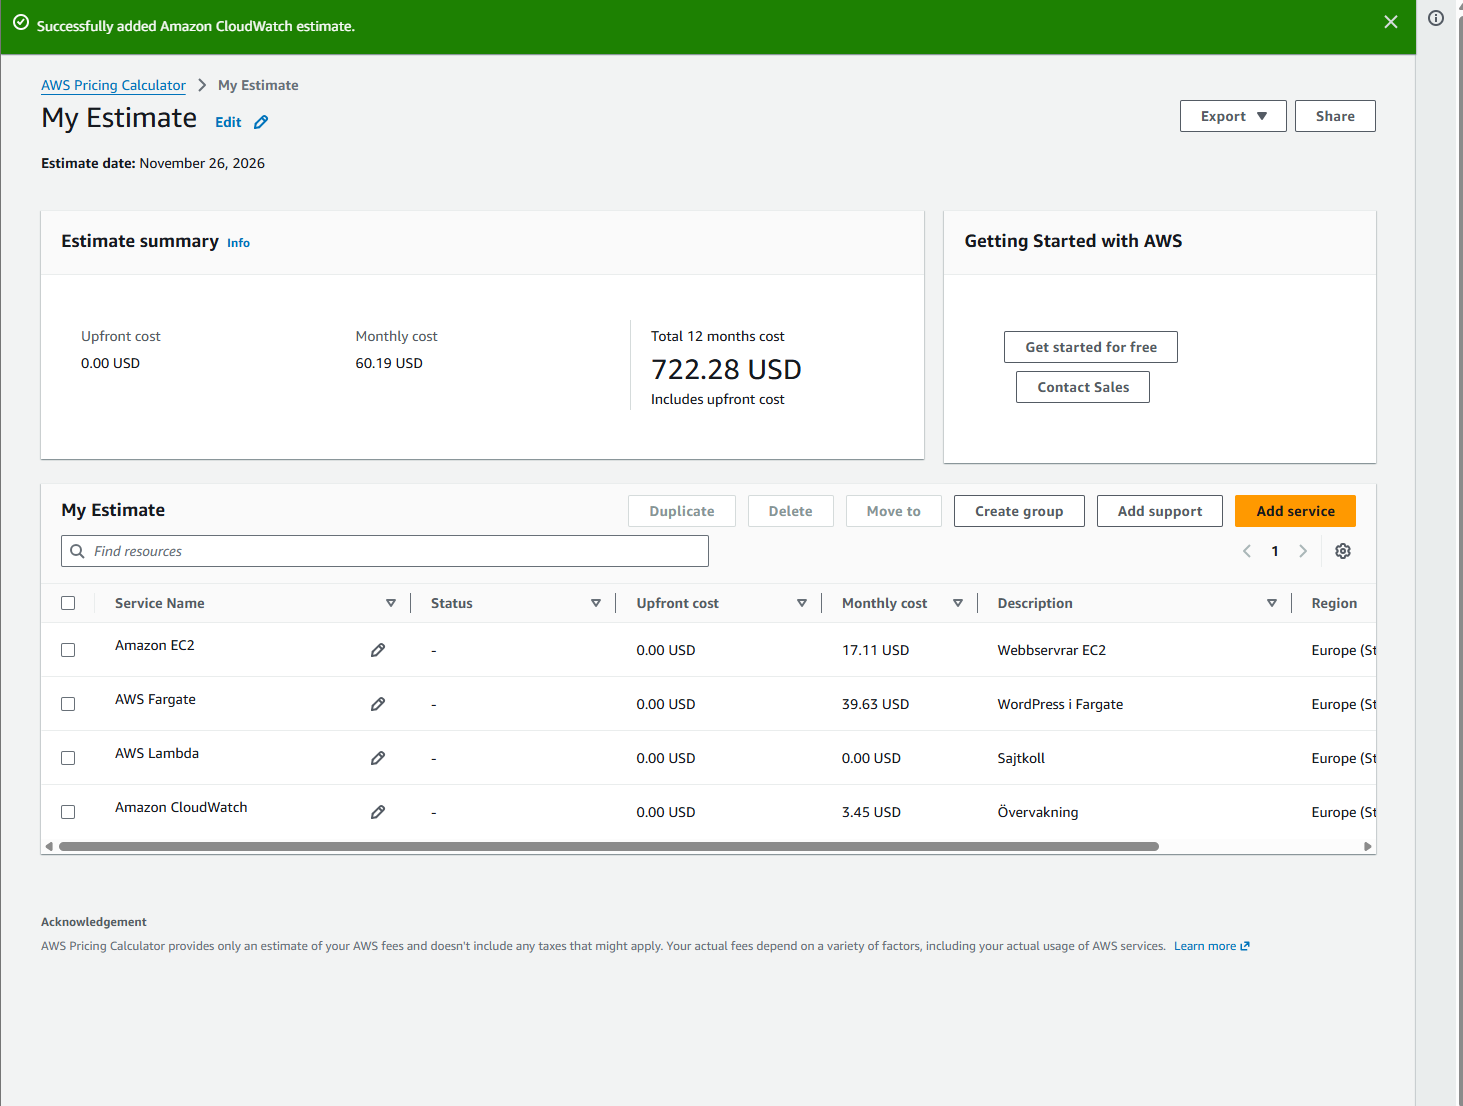 Successfully added Amazon CloudWatch estimate.
AWS Pricing Calculator > My Estimate
My Estimate Edit
Export Share
Estimate date: November 26, 2026
Estimate summary Info
Getting Started with AWS
Upfront cost Monthly cost Total 12 months cost
0.00 USD 60.19 USD 722.28 USD
Includes upfront cost
Get started for free
Contact Sales
My Estimate Duplicate Delete Move to Create group Add support Add service
Find resources 1
Service Name Status Upfront cost Monthly cost Description Region
Amazon EC2 - 0.00 USD 17.11 USD Webbservrar EC2 Europe (St
AWS Fargate - 0.00 USD 39.63 USD WordPress i Fargate Europe (St
AWS Lambda - 0.00 USD 0.00 USD Sajtkoll Europe (St
Amazon CloudWatch - 0.00 USD 3.45 USD Övervakning Europe (St
Acknowledgement
AWS Pricing Calculator provides only an estimate of your AWS fees and doesn't include any taxes that might apply. Your actual fees depend on a variety of factors, including your actual usage of AWS services. Learn more